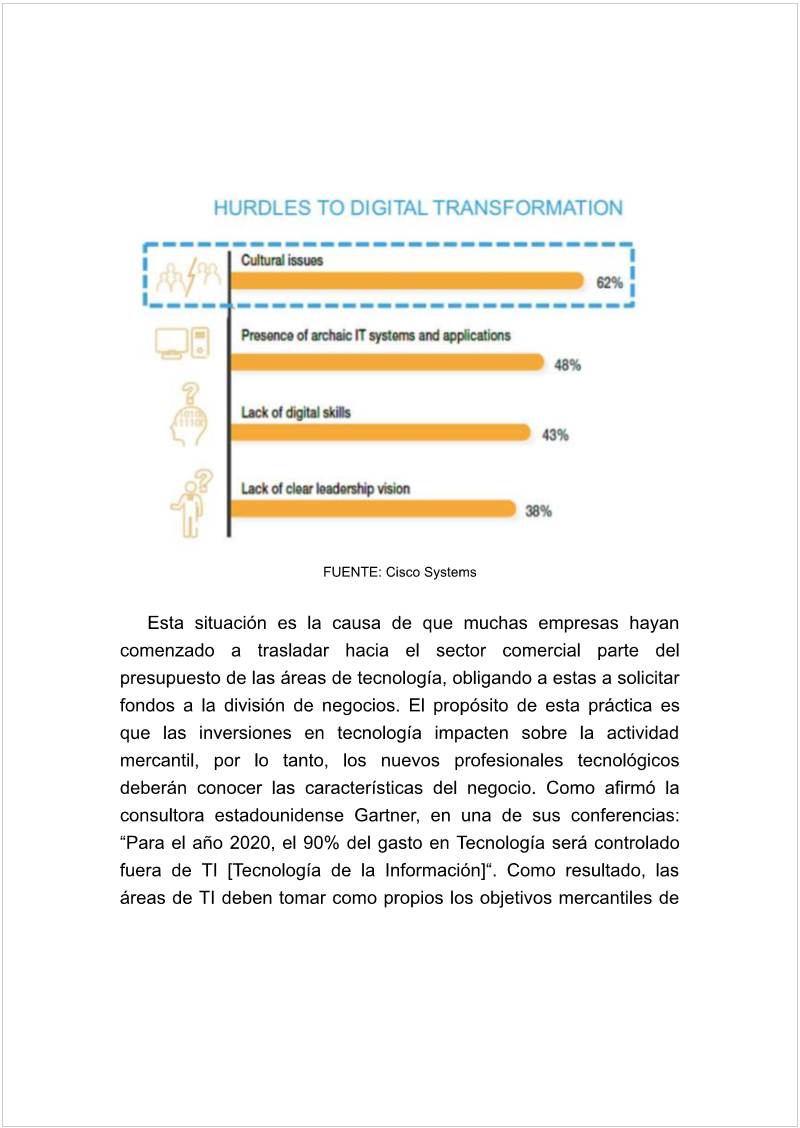 HURDLES TO DIGITAL TRANSFORMATION
Cultural issues
62%
Presence of archaic IT systems and applications
48%
?
1010
11100
Lack of digital skills
43%
?
Lack of clear leadership vision
38%
FUENTE: Cisco Systems
Esta situación es la causa de que muchas empresas hayan
comenzado a trasladar hacia el sector comercial parte del
presupuesto de las áreas de tecnología, obligando a estas a solicitar
fondos a la división de negocios. El propósito de esta práctica es
que las inversiones en tecnología impacten sobre la actividad
mercantil, por lo tanto, los nuevos profesionales tecnológicos
deberán conocer las características del negocio. Como afirmó la
consultora estadounidense Gartner, en una de sus conferencias:
“Para el año 2020, el 90% del gasto en Tecnología será controlado
fuera de TI [Tecnología de la Información]“. Como resultado, las
áreas de TI deben tomar como propios los objetivos mercantiles de